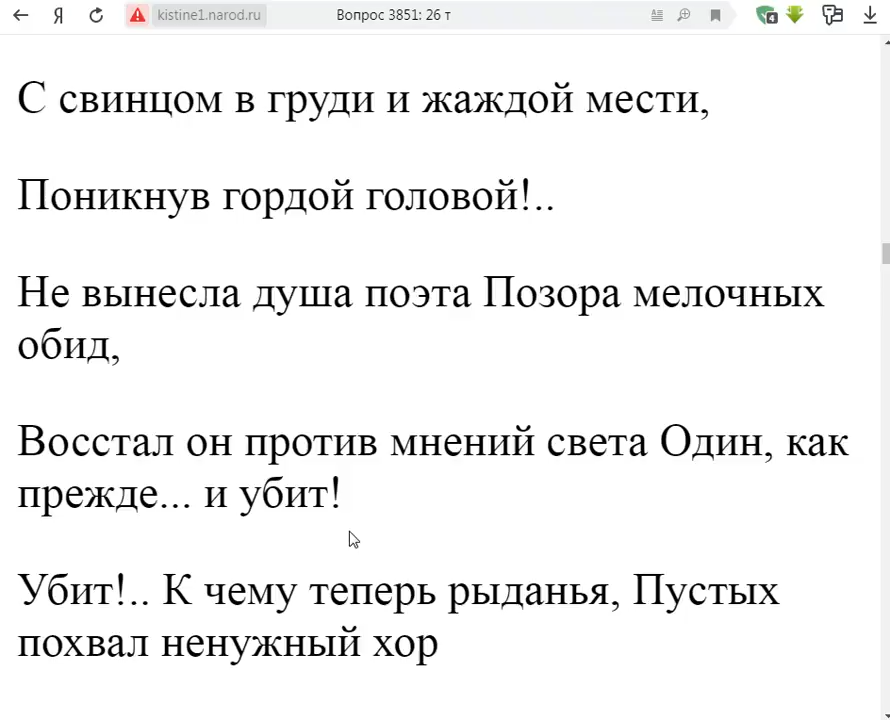 Я kistine1.narod.ru Вопрос 3851: 26 т 4
С свинцом в груди и жаждой мести,
Поникнув гордой головой!..
Не вынесла душа поэта Позора мелочных
обид,
Восстал он против мнений света Один, как
прежде... и убит!
Убит!.. К чему теперь рыданья, Пустых
похвал ненужный хор